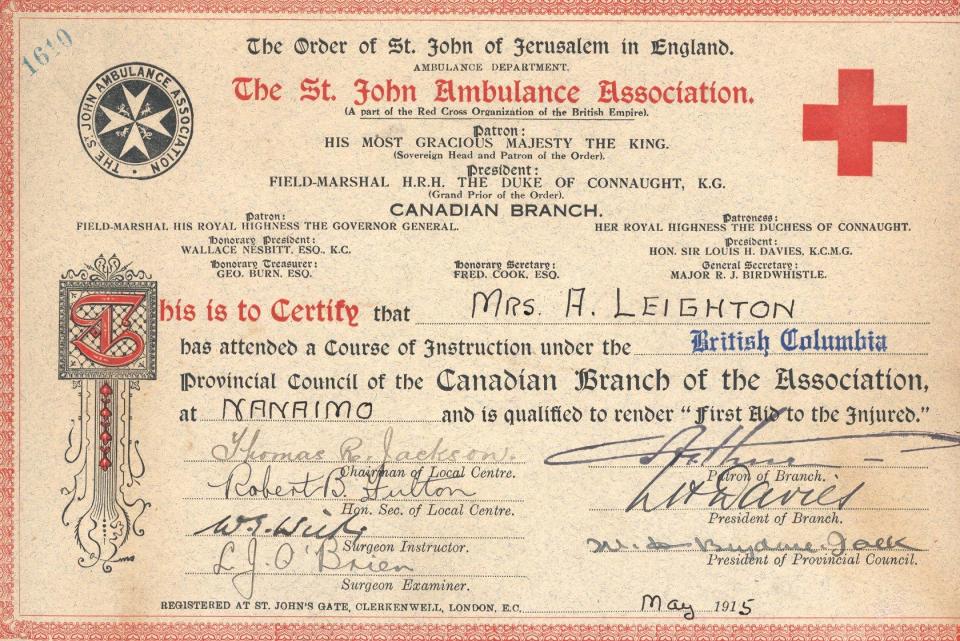 1610
The Order of St. John of Jerusalem in England.
AMBULANCE DEPARTMENT.
The St. John Ambulance Association.
(A part of the Red Cross Organization of the British Empire).
THE ST JOHN AMBULANCE ASSOCIATION
Patron:
HIS MOST GRACIOUS MAJESTY THE KING.
(Sovereign Head and Patron of the Order).
President:
FIELD-MARSHAL H.R.H. THE DUKE OF CONNAUGHT, K.G.
(Grand Prior of the Order).
CANADIAN BRANCH.
Patron:
FIELD-MARSHAL HIS ROYAL HIGHNESS THE GOVERNOR GENERAL.
Patroness:
HER ROYAL HIGHNESS THE DUCHESS OF CONNAUGHT.
Honorary President:
WALLACE NESBITT, ESQ., K.C.
President:
HON. SIR LOUIS H. DAVIES, K.C.M.G.
Honorary Treasurer:
GEO. BURN, ESQ.
Honorary Secretary:
FRED. COOK, ESQ.
General Secretary:
MAJOR R. J. BIRDWHISTLE.
This is to Certify that MRS. A. LEIGHTON
has attended a Course of Instruction under the British Columbia
Provincial Council of the Canadian Branch of the Association,
at NANAIMO and is qualified to render "First Aid to the Injured."
Thomas R. Jackson.
Chairman of Local Centre.
Arthur
Patron of Branch.
Robert B. Fulton
Hon. Sec. of Local Centre.
L H Davies
President of Branch.
Surgeon Instructor.
President of Provincial Council.
L. J. O'Brien
Surgeon Examiner.
REGISTERED AT ST. JOHN'S GATE, CLERKENWELL, LONDON, E.C. May 1915